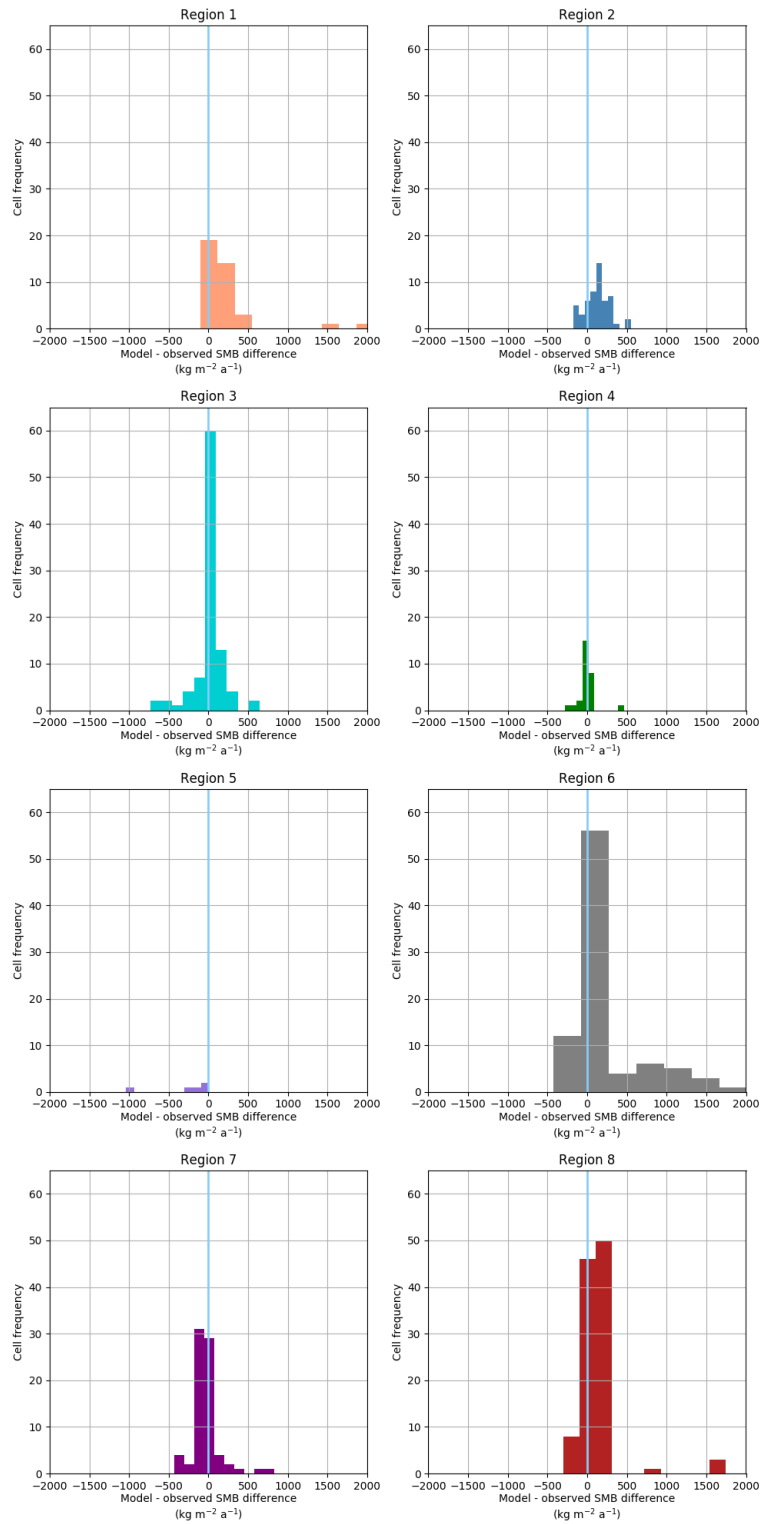 Region 1
Region 2
60
50
40
30
20
10
0
Cell frequency
−2000 −1500 −1000 −500 0 500 1000 1500 2000
Model - observed SMB difference
(kg m⁻² a⁻¹)
60
50
40
30
20
10
0
Cell frequency
−2000 −1500 −1000 −500 0 500 1000 1500 2000
Model - observed SMB difference
(kg m⁻² a⁻¹)
Region 3
Region 4
60
50
40
30
20
10
0
Cell frequency
−2000 −1500 −1000 −500 0 500 1000 1500 2000
Model - observed SMB difference
(kg m⁻² a⁻¹)
60
50
40
30
20
10
0
Cell frequency
−2000 −1500 −1000 −500 0 500 1000 1500 2000
Model - observed SMB difference
(kg m⁻² a⁻¹)
Region 5
Region 6
60
50
40
30
20
10
0
Cell frequency
−2000 −1500 −1000 −500 0 500 1000 1500 2000
Model - observed SMB difference
(kg m⁻² a⁻¹)
60
50
40
30
20
10
0
Cell frequency
−2000 −1500 −1000 −500 0 500 1000 1500 2000
Model - observed SMB difference
(kg m⁻² a⁻¹)
Region 7
Region 8
60
50
40
30
20
10
0
Cell frequency
−2000 −1500 −1000 −500 0 500 1000 1500 2000
Model - observed SMB difference
(kg m⁻² a⁻¹)
60
50
40
30
20
10
0
Cell frequency
−2000 −1500 −1000 −500 0 500 1000 1500 2000
Model - observed SMB difference
(kg m⁻² a⁻¹)